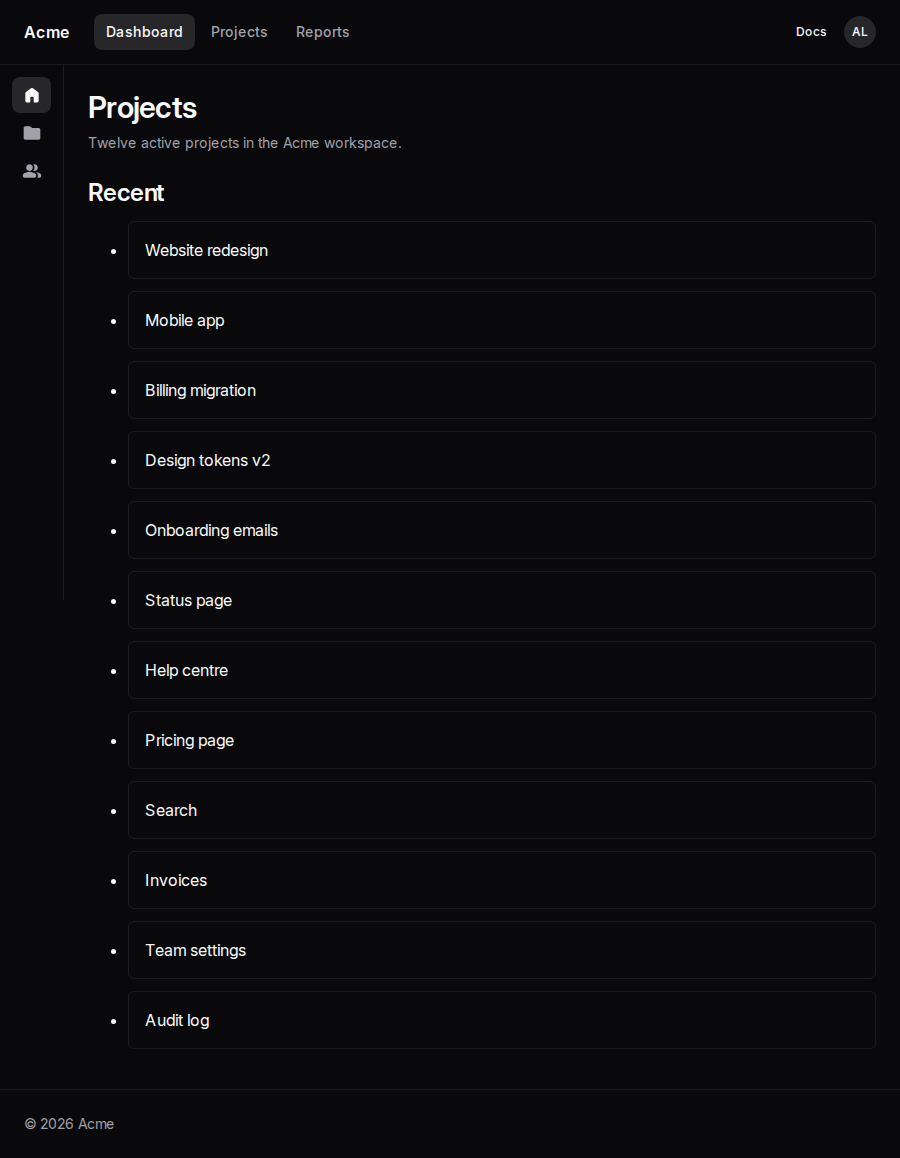 Acme Dashboard Projects Reports Docs AL
Projects
Twelve active projects in the Acme workspace.
Recent
Website redesign
Mobile app
Billing migration
Design tokens v2
Onboarding emails
Status page
Help centre
Pricing page
Search
Invoices
Team settings
Audit log
© 2026 Acme